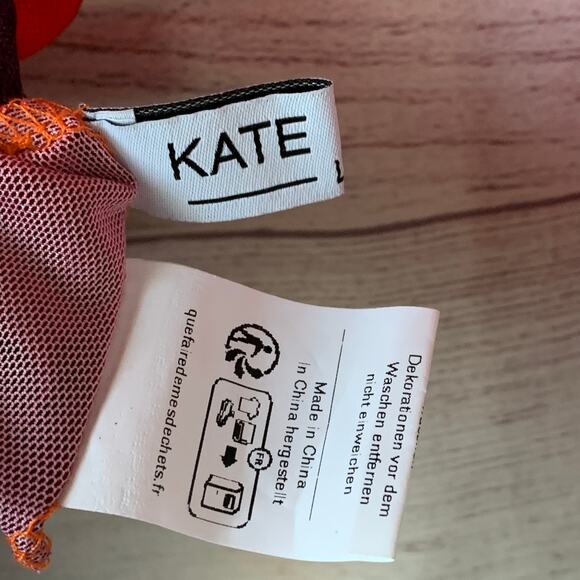 KATE
Dekorationen vor dem
Waschen entfernen
nicht einweichen
Made in China
in China hergestellt
FR
quefairedemesdechets.fr